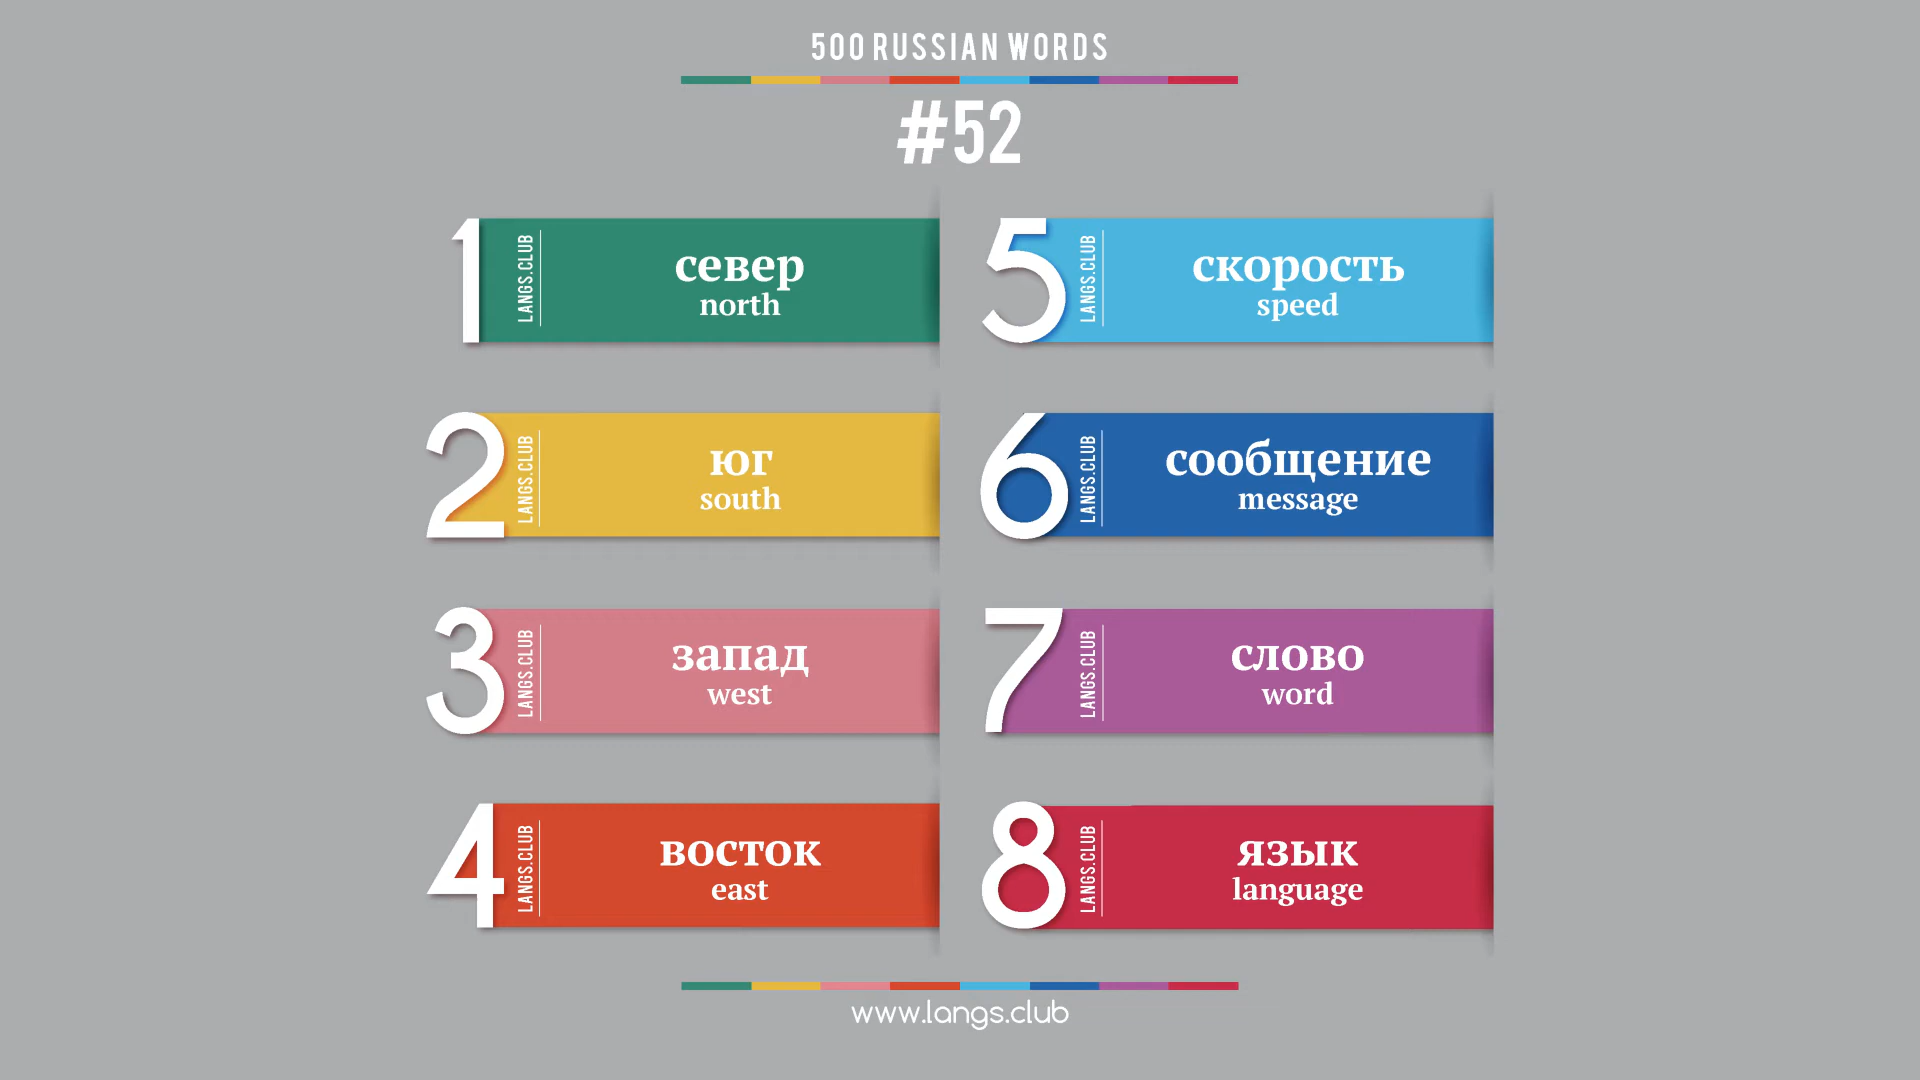 500 RUSSIAN WORDS
#52
1
LANGS.CLUB
север
north
2
LANGS.CLUB
юг
south
3
LANGS.CLUB
запад
west
4
LANGS.CLUB
восток
east
5
LANGS.CLUB
скорость
speed
6
LANGS.CLUB
сообщение
message
7
LANGS.CLUB
слово
word
8
LANGS.CLUB
язык
language
www.langs.club